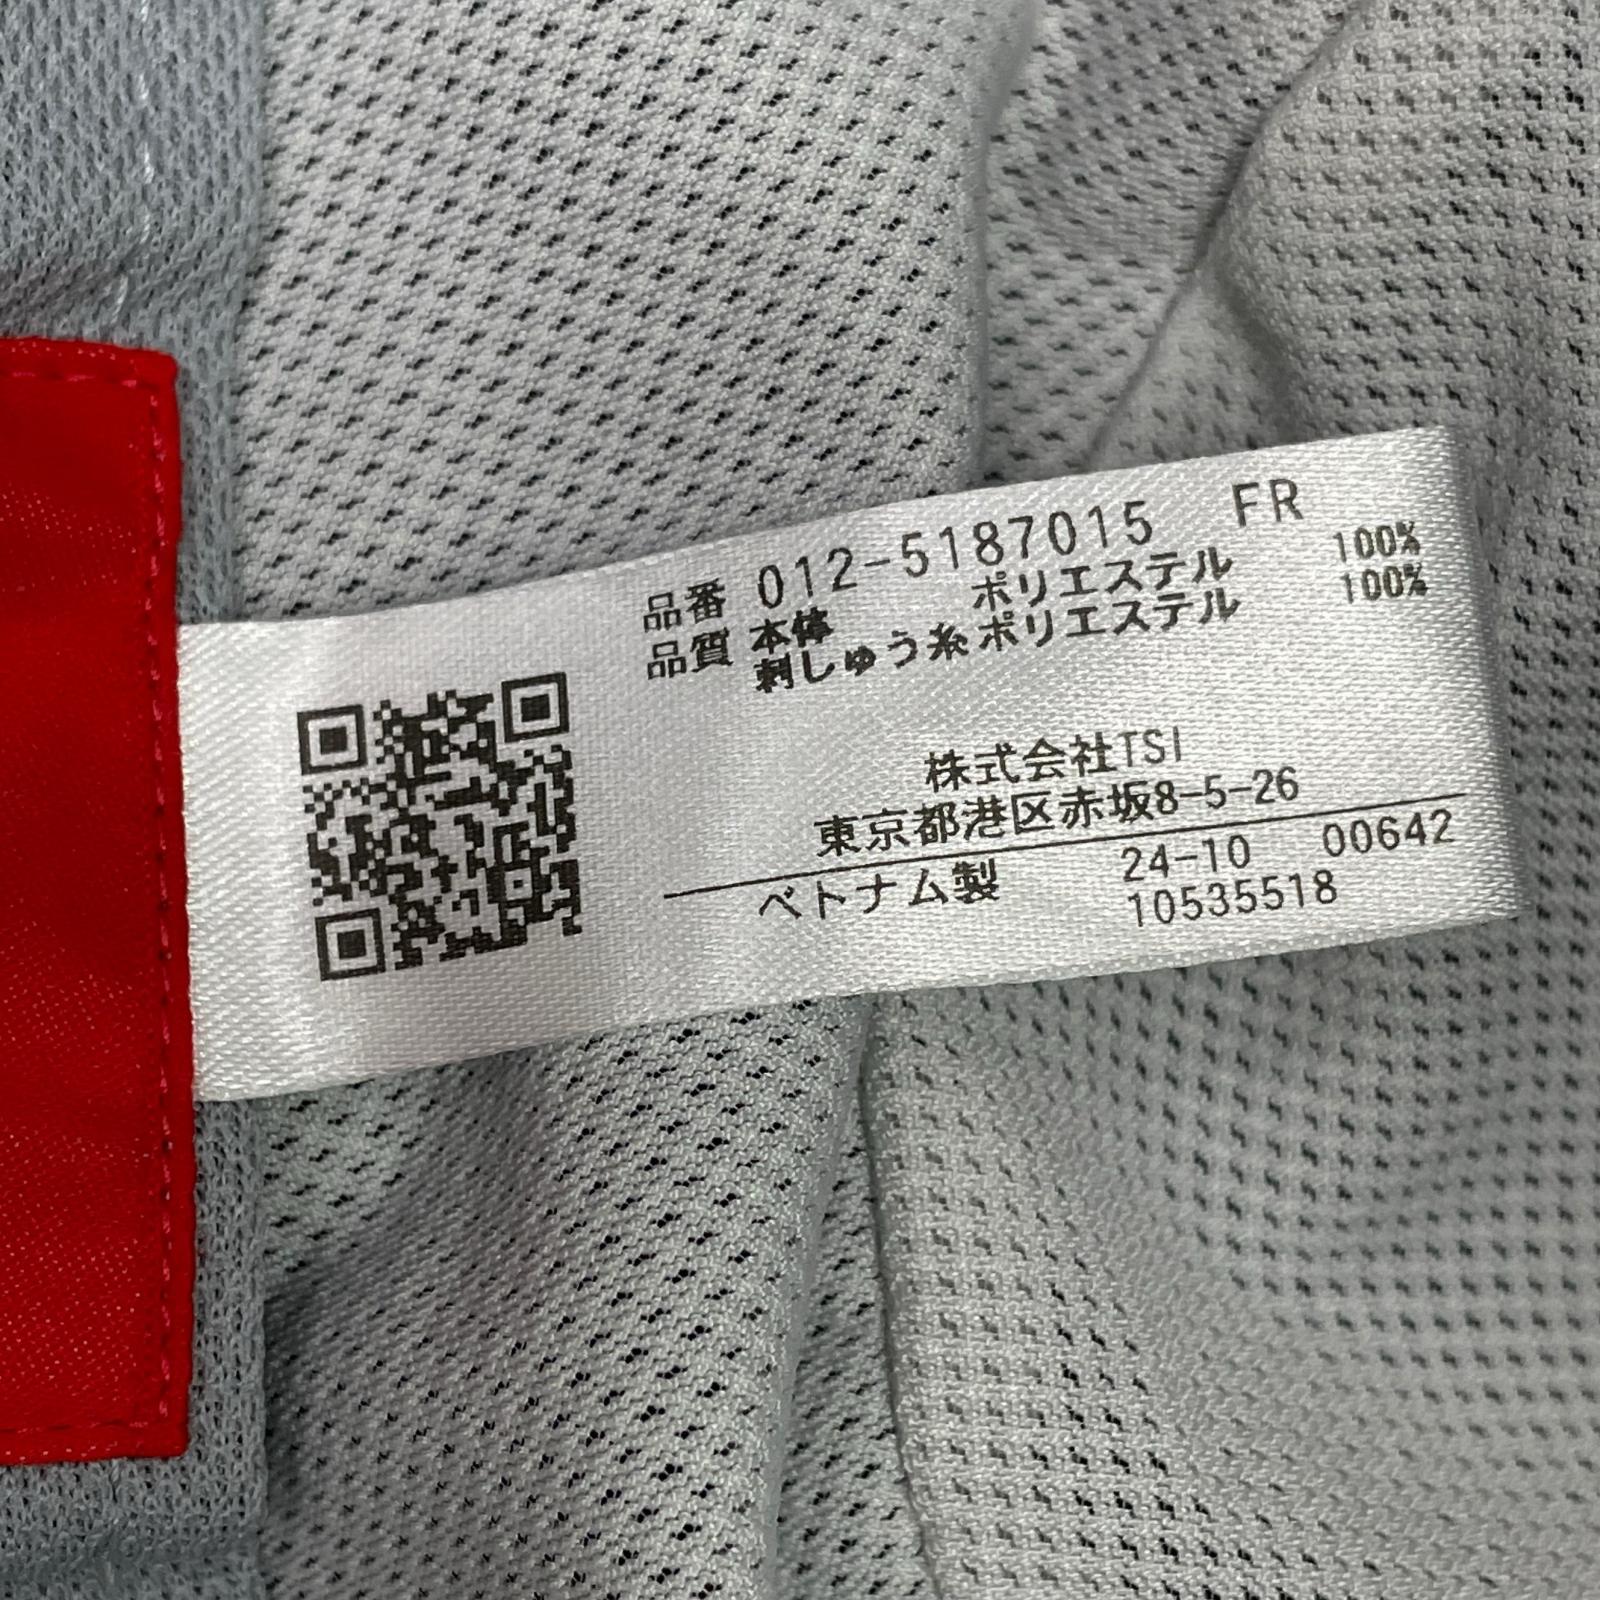 品番 012-5187015 FR
品質 本体 ポリエステル 100%
刺しゅう糸 ポリエステル 100%
株式会社TSI
東京都港区赤坂8-5-26
ベトナム製 24-10 00642
10535518